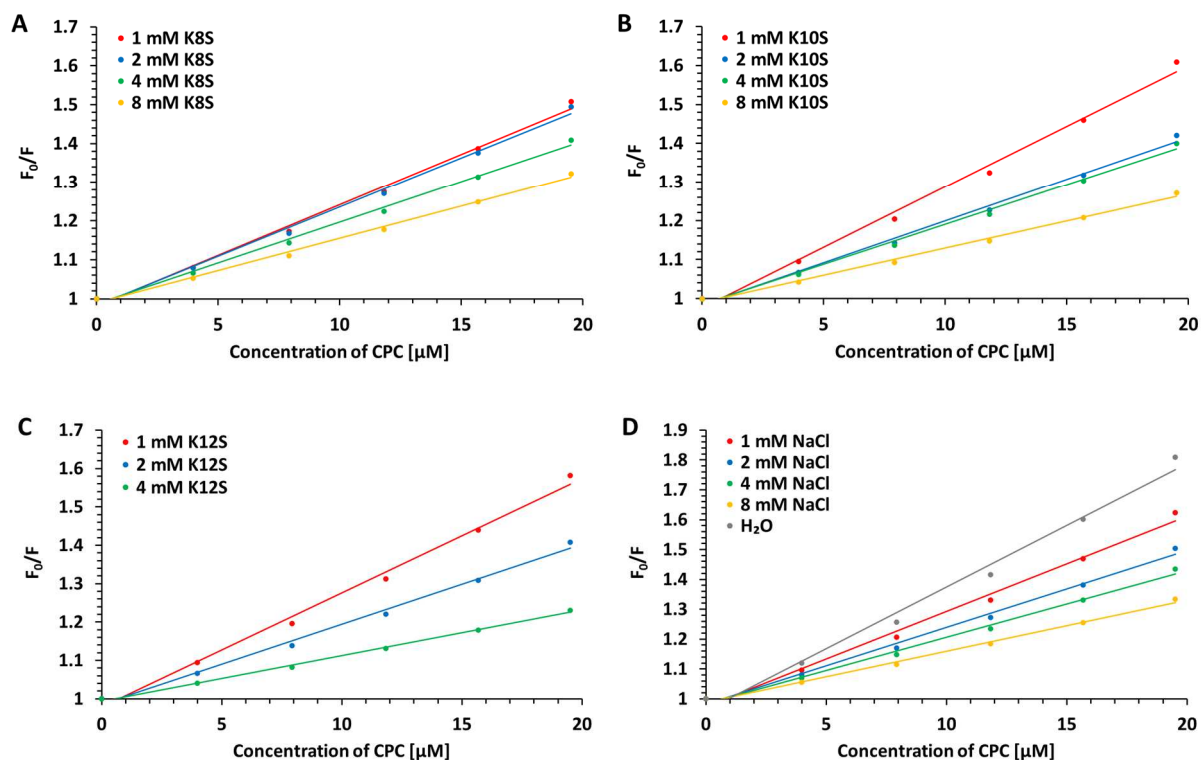 A
1 mM K8S
2 mM K8S
4 mM K8S
8 mM K8S
F₀/F
1.7
1.6
1.5
1.4
1.3
1.2
1.1
1
0 5 10 15 20
Concentration of CPC [µM]
B
1 mM K10S
2 mM K10S
4 mM K10S
8 mM K10S
F₀/F
1.7
1.6
1.5
1.4
1.3
1.2
1.1
1
0 5 10 15 20
Concentration of CPC [µM]
C
1 mM K12S
2 mM K12S
4 mM K12S
F₀/F
1.7
1.6
1.5
1.4
1.3
1.2
1.1
1
0 5 10 15 20
Concentration of CPC [µM]
D
1 mM NaCl
2 mM NaCl
4 mM NaCl
8 mM NaCl
H₂O
F₀/F
1.9
1.8
1.7
1.6
1.5
1.4
1.3
1.2
1.1
1
0 5 10 15 20
Concentration of CPC [µM]